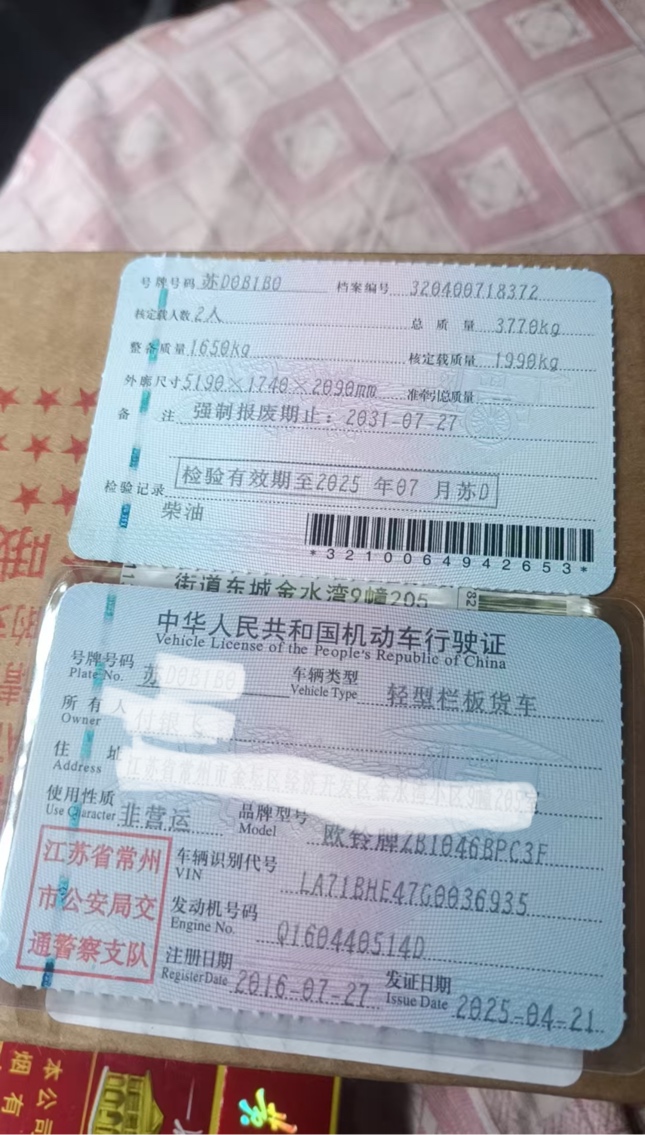 号牌号码 苏D0B1B0 档案编号 320400718372
核定载人数 2人 总质量 3770kg
整备质量 1650kg 核定载质量 1990kg
外廓尺寸 5190×1740×2090mm 准牵引总质量
备注 强制报废期止：2031-07-27
检验记录 检验有效期至2025 年07 月苏D
柴油
*3210064942653*
中华人民共和国机动车行驶证
Vehicle License of the People's Republic of China
号牌号码 车辆类型 轻型栏板货车
Plate No. Vehicle Type
所有人
Owner
住址
Address
使用性质 非营运 品牌型号 欧铃牌ZB1046BPC3F
Use Character Model
江苏省常州
市公安局交
通警察支队
车辆识别代号 LA71BHE47G0036935
VIN
发动机号码 Q160440514D
Engine No.
注册日期 2016-07-27 发证日期 2025-04-21
Register Date Issue Date
本公司
烟有